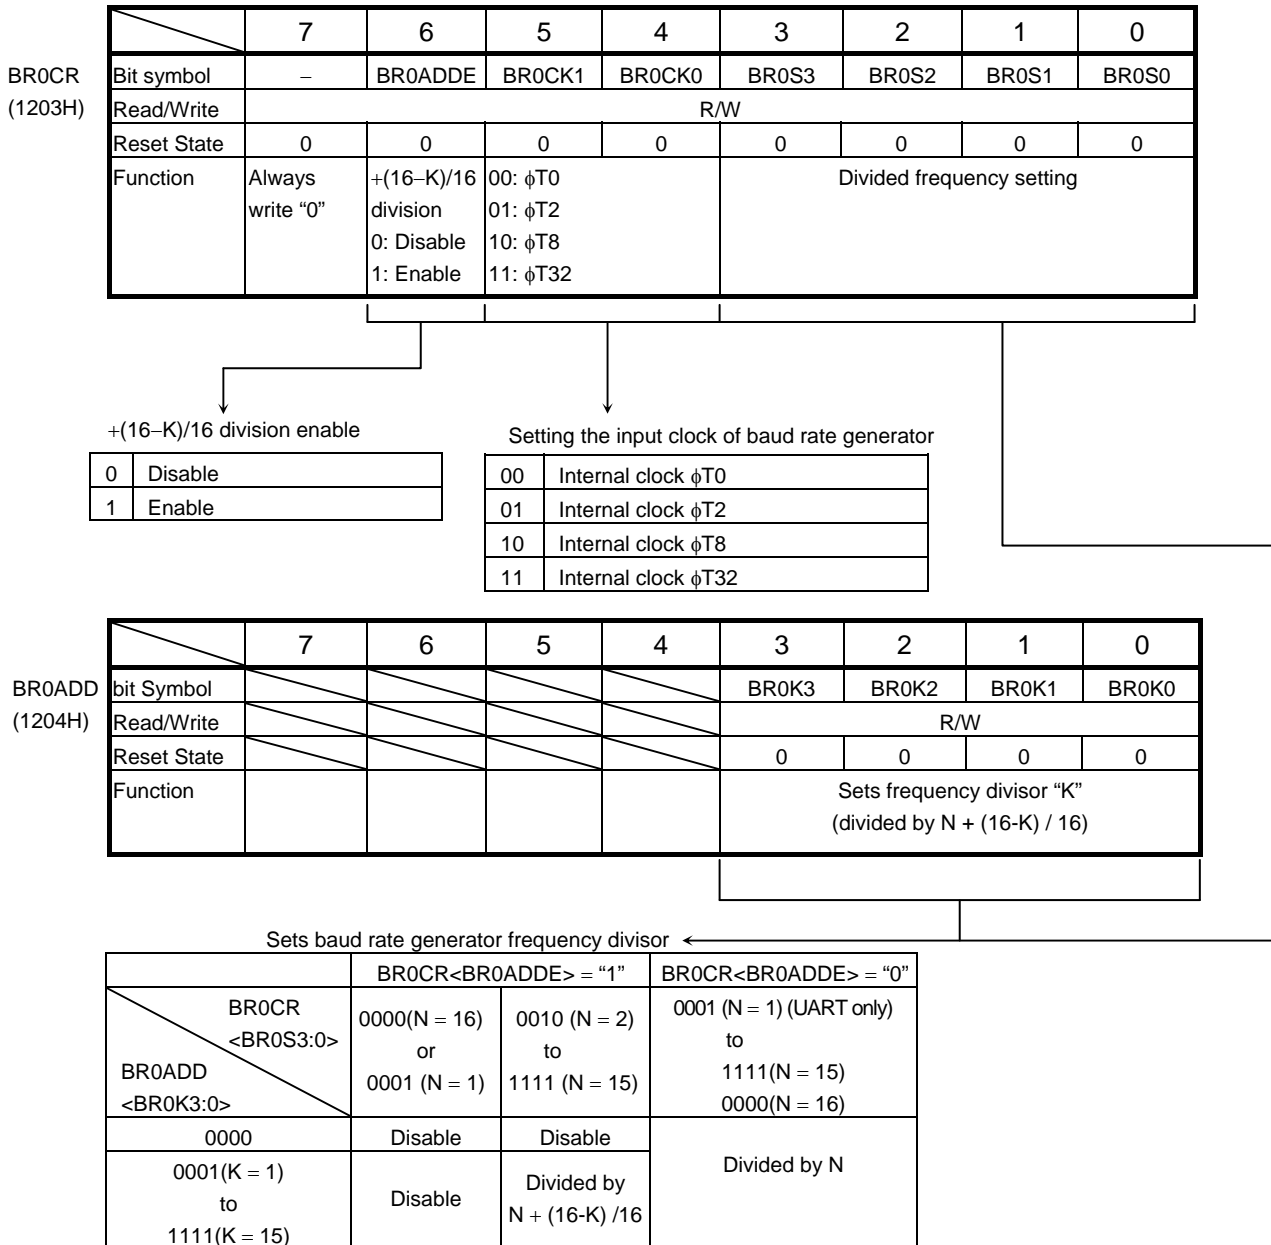 7 6 5 4 3 2 1 0
BR0CR Bit symbol − BR0ADDE BR0CK1 BR0CK0 BR0S3 BR0S2 BR0S1 BR0S0
(1203H) Read/Write R/W
Reset State 0 0 0 0 0 0 0 0
Function Always +(16−K)/16 00: ϕT0 Divided frequency setting
write “0” division 01: ϕT2
0: Disable 10: ϕT8
1: Enable 11: ϕT32
+(16−K)/16 division enable
0 Disable
1 Enable
Setting the input clock of baud rate generator
00 Internal clock ϕT0
01 Internal clock ϕT2
10 Internal clock ϕT8
11 Internal clock ϕT32
7 6 5 4 3 2 1 0
BR0ADD bit Symbol BR0K3 BR0K2 BR0K1 BR0K0
(1204H) Read/Write R/W
Reset State 0 0 0 0
Function Sets frequency divisor “K”
(divided by N + (16-K) / 16)
Sets baud rate generator frequency divisor
BR0CR<BR0ADDE> = “1” BR0CR<BR0ADDE> = “0”
BR0CR 0000(N = 16) 0010 (N = 2) 0001 (N = 1) (UART only)
<BR0S3:0> or to to
BR0ADD 0001 (N = 1) 1111 (N = 15) 1111(N = 15)
<BR0K3:0> 0000(N = 16)
0000 Disable Disable Divided by N
0001(K = 1) Disable Divided by
to N + (16-K) /16
1111(K = 15)